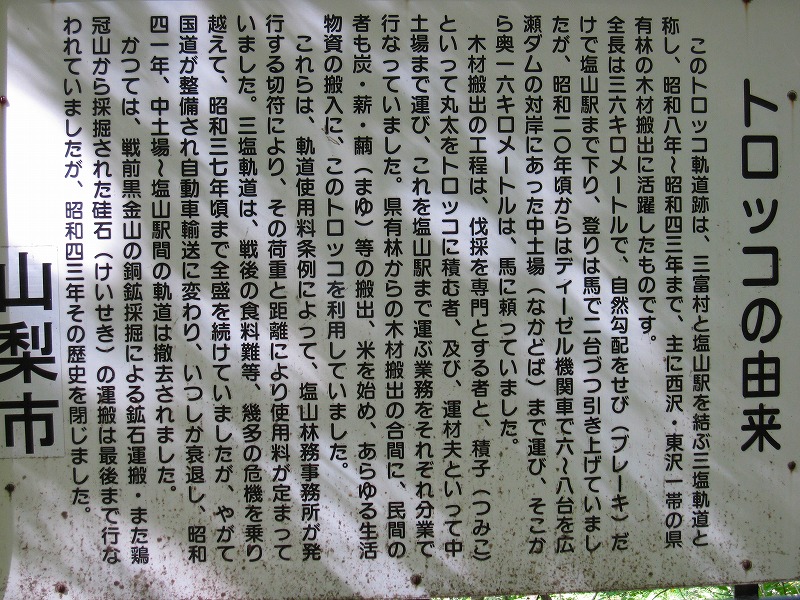 トロッコの由来
このトロッコ軌道跡は、三富村と塩山駅を結ぶ三塩軌道と
称し、昭和八年～昭和四三年まで、主に西沢・東沢一帯の県
有林の木材搬出に活躍したものです。
全長は三六キロメートルで、自然勾配をせび（ブレーキ）だ
けで塩山駅まで下り、登りは馬で二台づつ引き上げていまし
たが、昭和二〇年頃からはディーゼル機関車で六～八台を広
瀬ダムの対岸にあった中土場（なかどば）まで運び、そこか
ら奥一六キロメートルは、馬に頼っていました。
木材搬出の工程は、伐採を専門とする者と、積子（つみこ）
といって丸太をトロッコに積む者、及び、運材夫といって中
土場まで運び、これを塩山駅まで運ぶ業務をそれぞれ分業で
行なっていました。県有林からの木材搬出の合間に、民間の
者も炭・薪・繭（まゆ）等の搬出、米を始め、あらゆる生活
物資の搬入に、このトロッコを利用していました。
これらは、軌道使用料条例によって、塩山林務事務所が発
行する切符により、その荷重と距離により使用料が定まって
いました。三塩軌道は、戦後の食料難等、幾多の危機を乗り
越えて、昭和三七年頃まで全盛を続けていましたが、やがて
国道が整備され自動車輸送に変わり、いつしか衰退し、昭和
四一年、中土場～塩山駅間の軌道は撤去されました。
かつては、戦前黒金山の銅鉱採掘による鉱石運搬・また鶏
冠山から採掘された硅石（けいせき）の運搬は最後まで行な
われていましたが、昭和四三年その歴史を閉じました。
山梨市